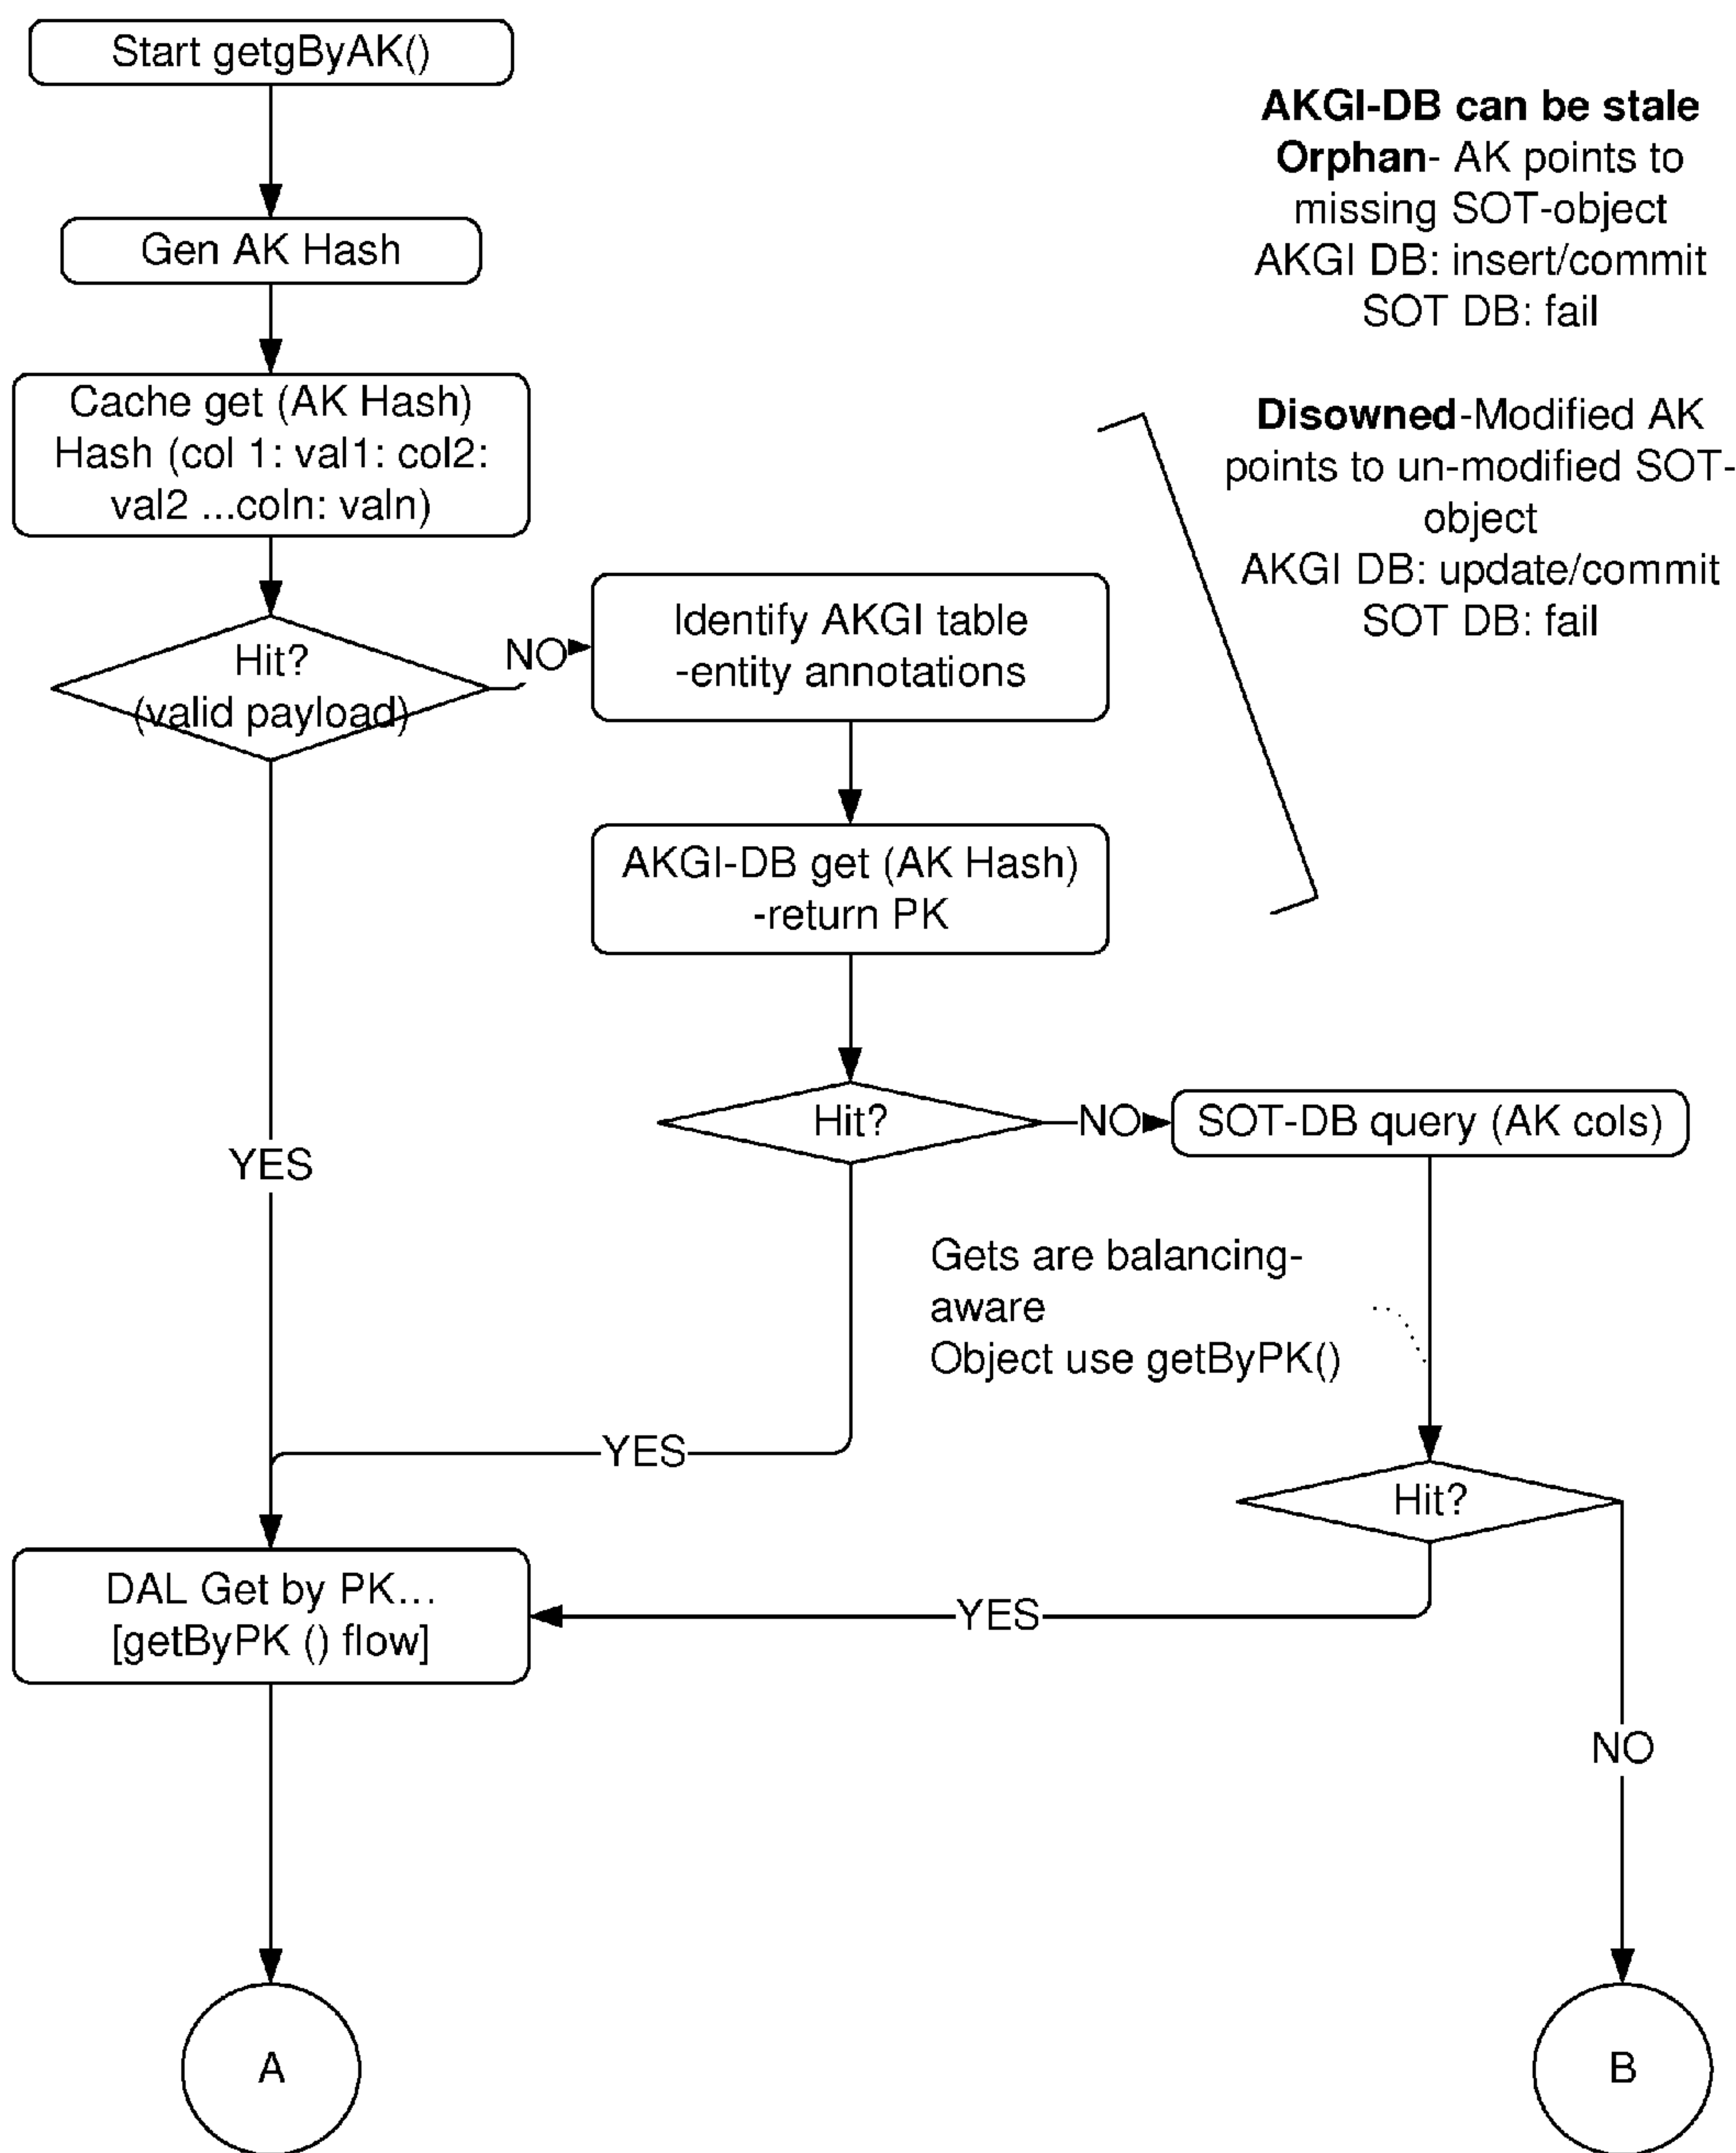 Start getgByAK()
Gen AK Hash
Cache get (AK Hash)
Hash (col 1: val1: col2:
val2 ...coln: valn)
Hit?
(valid payload)
NO
Identify AKGI table
-entity annotations
AKGI-DB get (AK Hash)
-return PK
AKGI-DB can be stale
Orphan- AK points to
missing SOT-object
AKGI DB: insert/commit
SOT DB: fail
Disowned-Modified AK
points to un-modified SOT-
object
AKGI DB: update/commit
SOT DB: fail
Hit?
NO
SOT-DB query (AK cols)
YES
Gets are balancing-
aware
Object use getByPK()
YES
Hit?
DAL Get by PK...
[getByPK () flow]
YES
NO
A
B